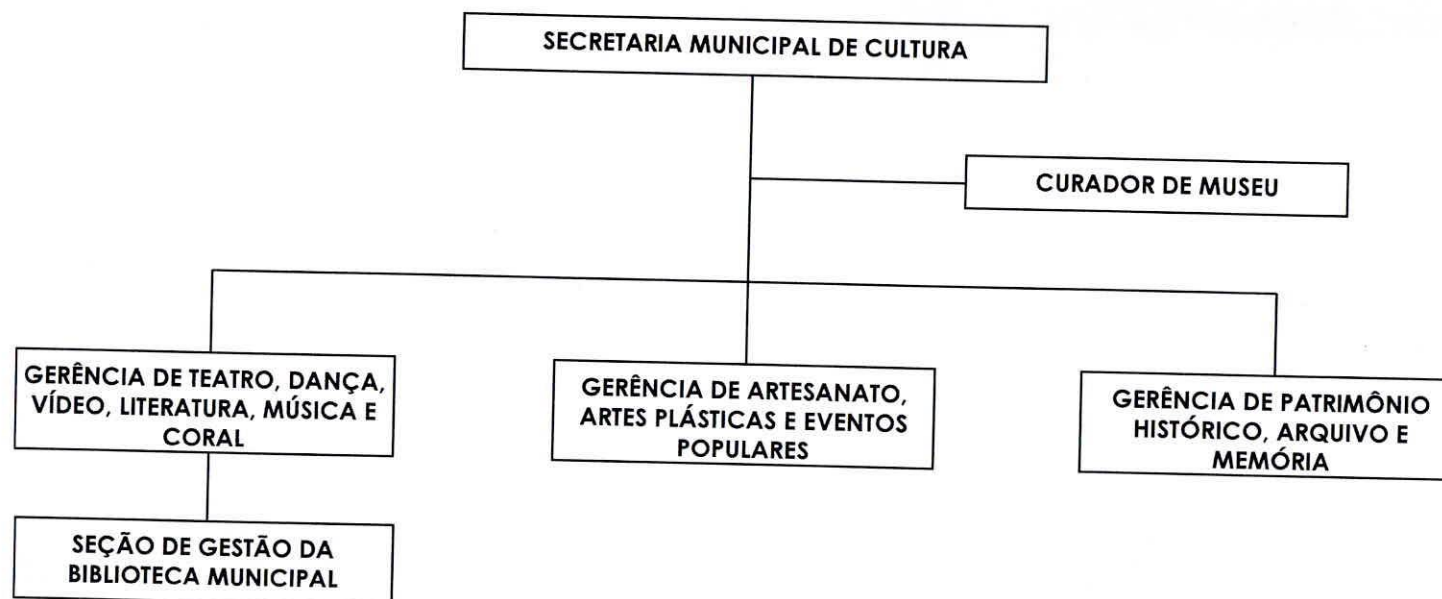 SECRETARIA MUNICIPAL DE CULTURA
CURADOR DE MUSEU
GERÊNCIA DE TEATRO, DANÇA,
VÍDEO, LITERATURA, MÚSICA E
CORAL
GERÊNCIA DE ARTESANATO,
ARTES PLÁSTICAS E EVENTOS
POPULARES
GERÊNCIA DE PATRIMÔNIO
HISTÓRICO, ARQUIVO E
MEMÓRIA
SEÇÃO DE GESTÃO DA
BIBLIOTECA MUNICIPAL